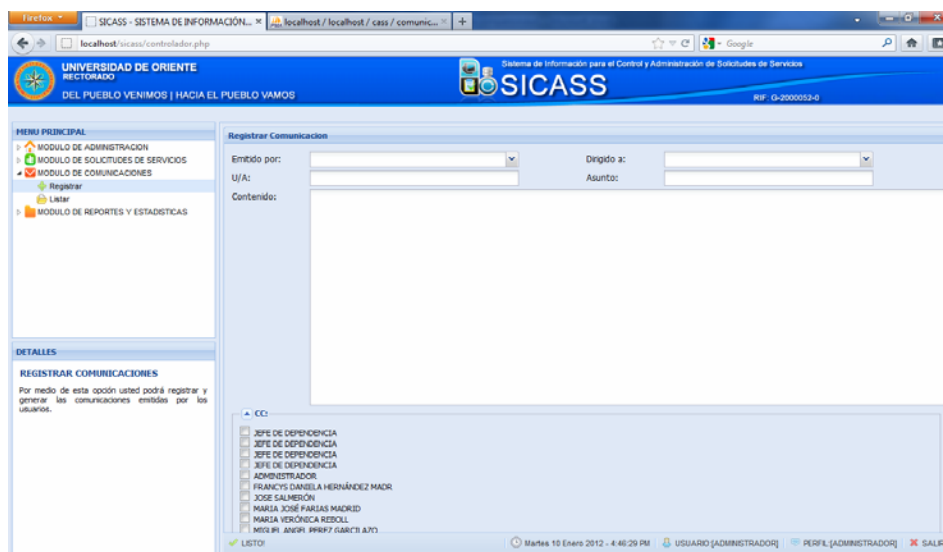 Firefox
SICASS - SISTEMA DE INFORMACIÓN...
localhost / localhost / cass / comunic...
localhost/sicass/controlador.php
Google
UNIVERSIDAD DE ORIENTE
RECTORADO
DEL PUEBLO VENIMOS | HACIA EL PUEBLO VAMOS
Sistema de Información para el Control y Administración de Solicitudes de Servicios
SICASS
RIF: G-2000052-0
MENU PRINCIPAL
MODULO DE ADMINISTRACION
MODULO DE SOLICITUDES DE SERVICIOS
MODULO DE COMUNICACIONES
Registrar
Listar
MODULO DE REPORTES Y ESTADISTICAS
DETALLES
REGISTRAR COMUNICACIONES
Por medio de esta opción usted podrá registrar y
generar las comunicaciones emitidas por los
usuarios.
Registrar Comunicacion
Emitido por:
Dirigido a:
U/A:
Asunto:
Contenido:
CC:
JEFE DE DEPENDENCIA
JEFE DE DEPENDENCIA
JEFE DE DEPENDENCIA
JEFE DE DEPENDENCIA
ADMINISTRADOR
FRANCYS DANIELA HERNÁNDEZ MADR
JOSE SALMERÓN
MARIA JOSÉ FARIAS MADRID
MARIA VERÓNICA REBOLL
MIGUEL ANGEL PEREZ GARCILAZO
LISTO!
Martes 10 Enero 2012 - 4:46:29 PM
USUARIO [ADMINISTRADOR]
PERFIL [ADMINISTRADOR]
SALIR